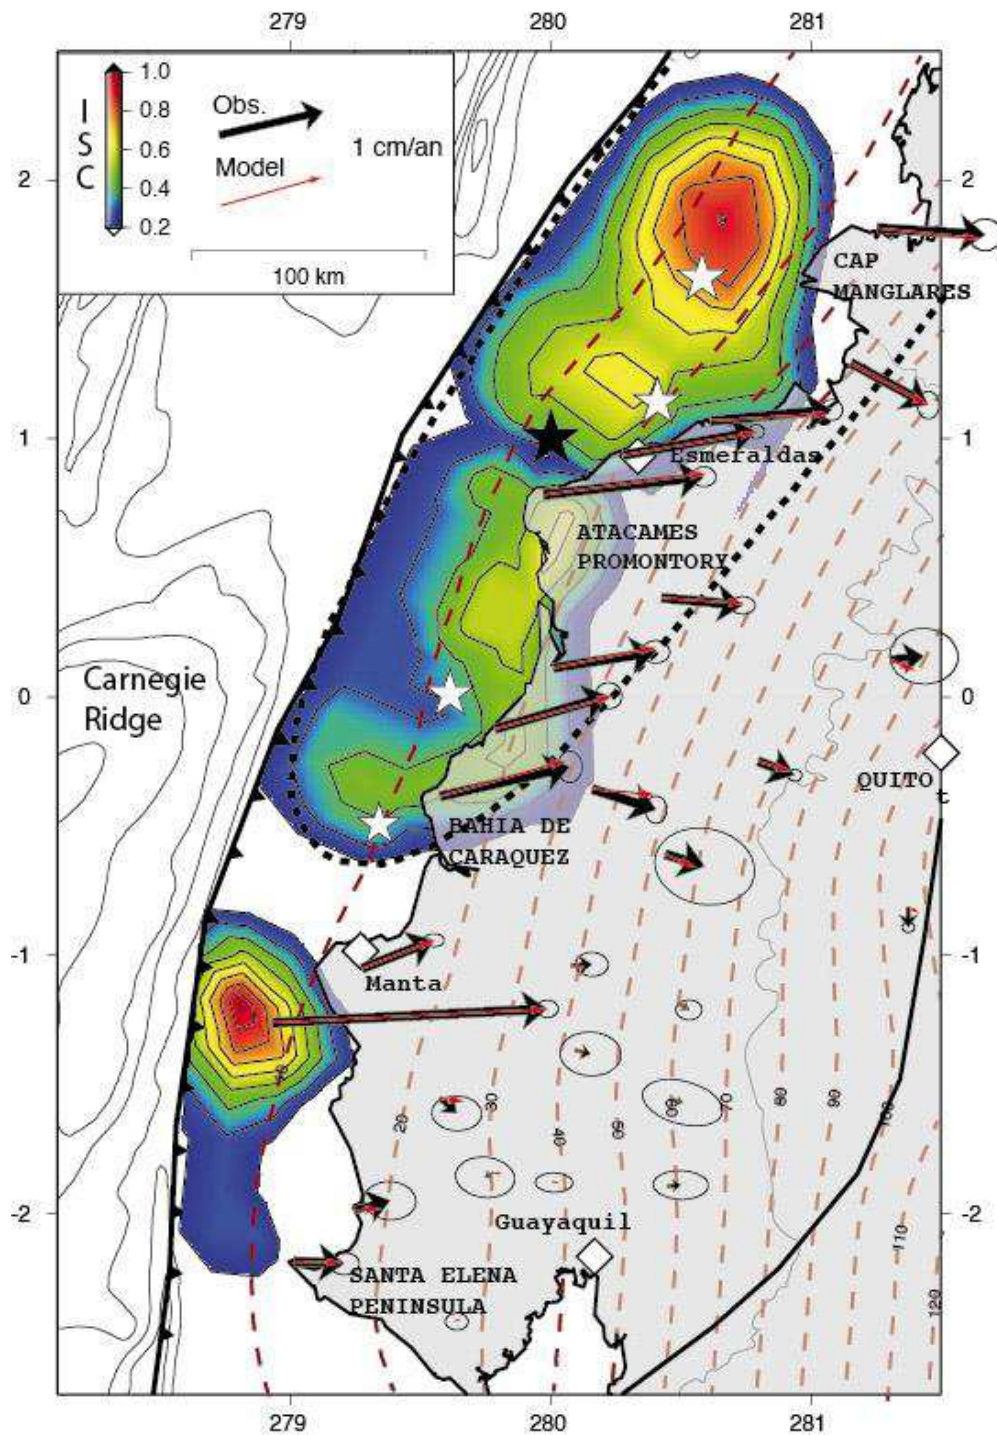 279 280 281
I
S
C
1.0
0.8
0.6
0.4
0.2
Obs.
1 cm/an
Model
100 km
2 2
CAP
MANGLARES
1 1
Esmeraldas
ATACAMES
PROMONTORY
Carnegie
Ridge
0 0
QUITO
t
BAHIA DE
CARAQUEZ
-1 -1
Manta
20
30
40
50
60
70
80
90
100
110
120
-2 -2
Guayaquil
SANTA ELENA
PENINSULA
279 280 281